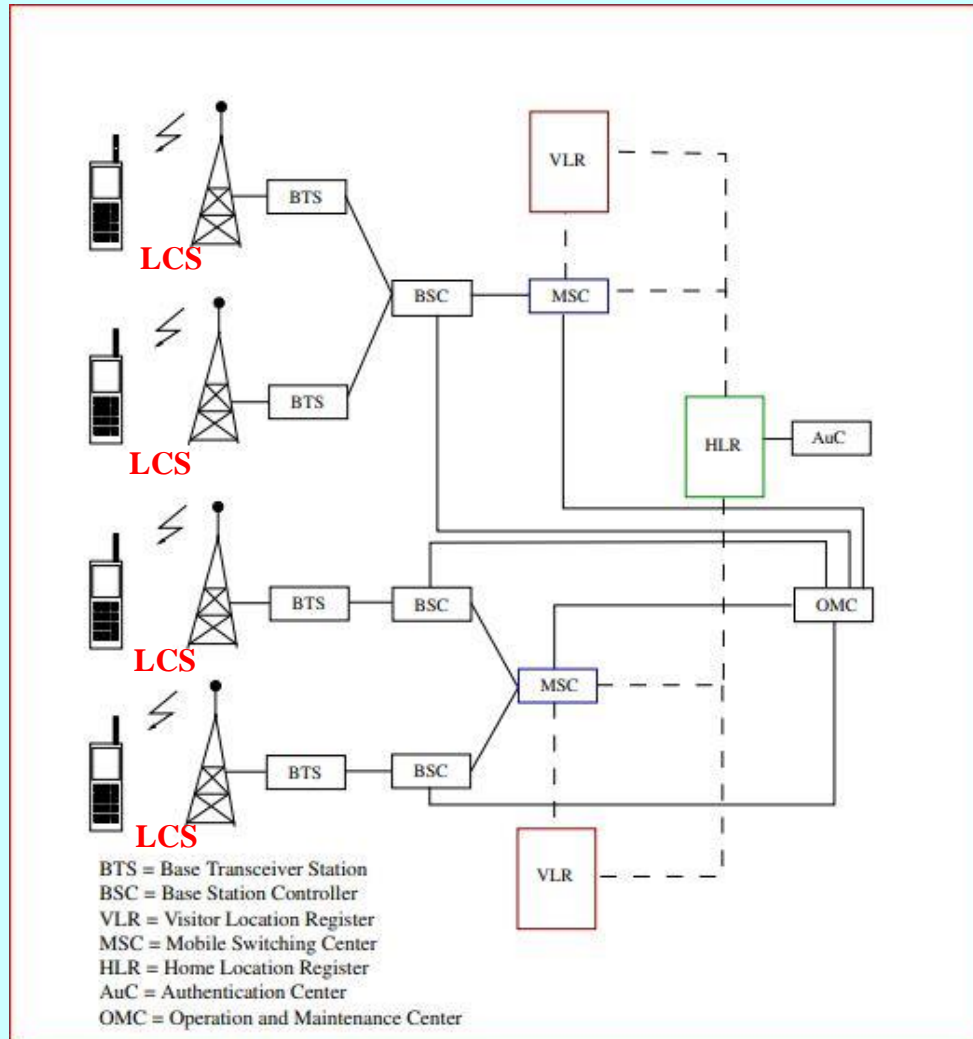 VLR
BTS
LCS
BSC
MSC
BTS
HLR
AuC
LCS
BTS
BSC
OMC
LCS
MSC
BTS
BSC
LCS
VLR
BTS = Base Transceiver Station
BSC = Base Station Controller
VLR = Visitor Location Register
MSC = Mobile Switching Center
HLR = Home Location Register
AuC = Authentication Center
OMC = Operation and Maintenance Center